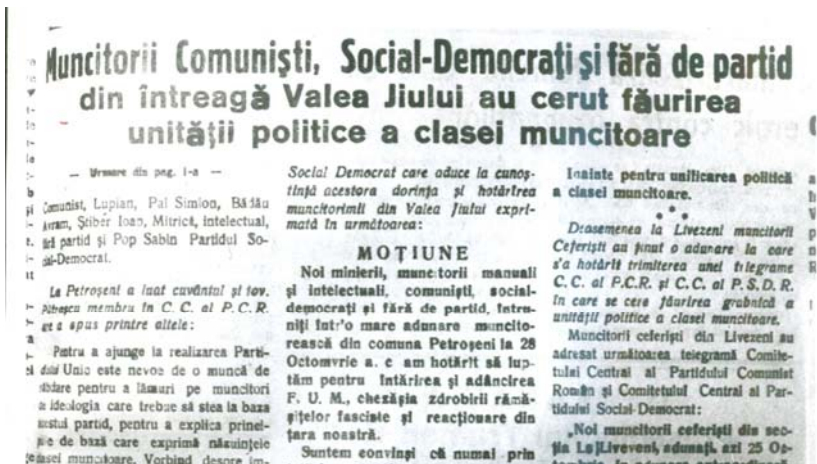 Muncitorii Comunişti, Social-Democraţi şi fără de partid
din întreagă Valea Jiului au cerut făurirea
unităţii politice a clasei muncitoare
— Urmare din pag. I-a —
Comunist, Lupian, Pal Simion, Bădău
Avram, Ştiber Ioan, Mitrică, intelectual,
fără partid şi Pop Sabin Partidul So-
cial-Democrat.
La Petroşeni a luat cuvântul şi tov.
Pătraşcu membru în C. C. al P. C. R.
care a spus printre altele:
Pentru a ajunge la realizarea Parti-
dului Unic este nevoe de o muncă de
pentru a lămuri pe muncitori
ideologia care trebue să stea la baza
acestui partid, pentru a explica princi-
de bază care exprimă năzuinţele
clasei muncitoare. Vorbind despre im-
Social Democrat care aduce la cunoş-
tinţă acestora dorinţa şi hotărîrea
muncitorimii din Valea Jiului expri-
mată în următoarea:
MOŢIUNE
Noi minierii, muncitorii manuali
şi intelectuali, comunişti, social-
democraţi şi fără de partid, întru-
niţi într'o mare adunare muncito-
rească din comuna Petroşeni la 28
Octomvrie a. c am hotărît să lup-
tăm pentru întărirea şi adâncirea
F. U. M., chezăşia zdrobirii rămă-
şiţelor fasciste şi reacţionare din
ţara noastră.
Suntem convinşi că numai prin
înainte pentru unificarea politică
a clasei muncitoare.
* * *
Deasemenea la Livezeni muncitorii
Ceferişti au ţinut o adunare la care
s'a hotărît trimiterea unei telegrame
C. C. al P.C.R. şi C.C. al P.S.D.R.
în care se cere făurirea grabnică a
unităţii politice a clasei muncitoare.
Muncitorii ceferişti din Livezeni au
adresat următoarea telegramă Comite-
tului Central al Partidului Comunist
Român şi Comitetului Central al Par-
tidului Social-Democrat:
„Noi muncitorii ceferişti din sec-
ţia L5 Liveveni, adunaţi, azi 25 Oc-